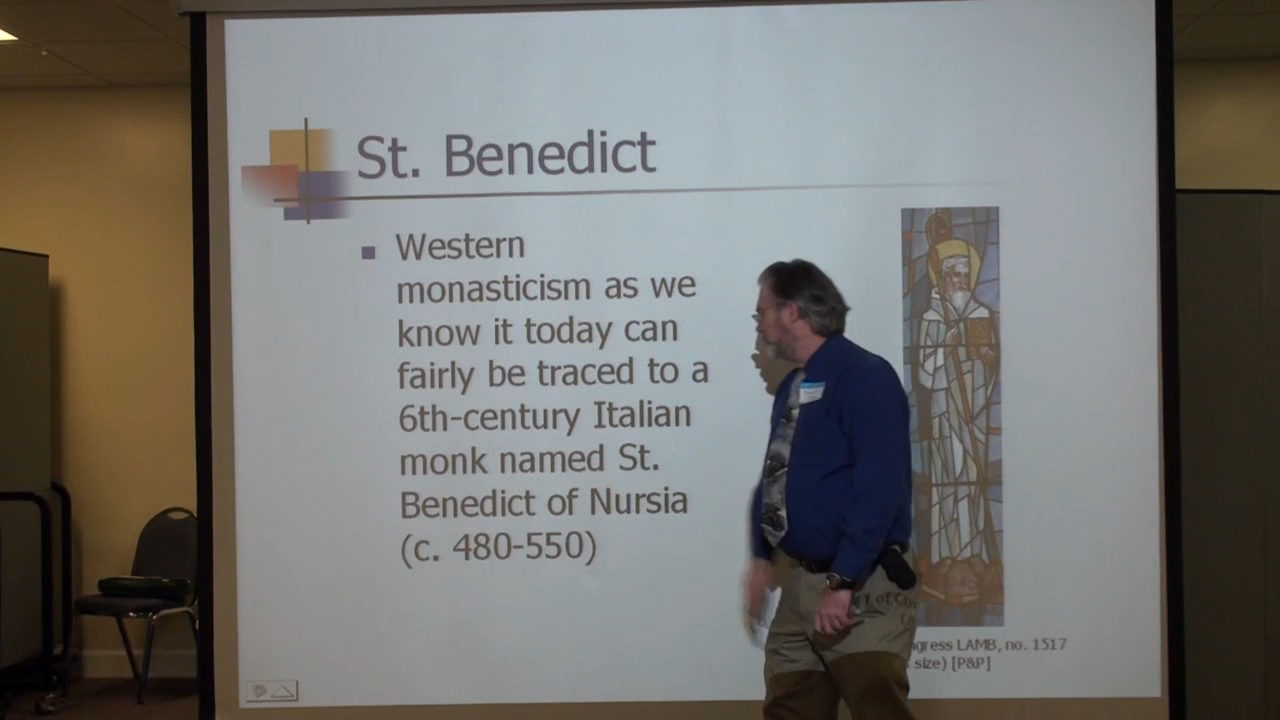 St. Benedict
Western
monasticism as we
know it today can
fairly be traced to a
6th-century Italian
monk named St.
Benedict of Nursia
(c. 480-550)
ngress LAMB, no. 1517
size) [P&P]